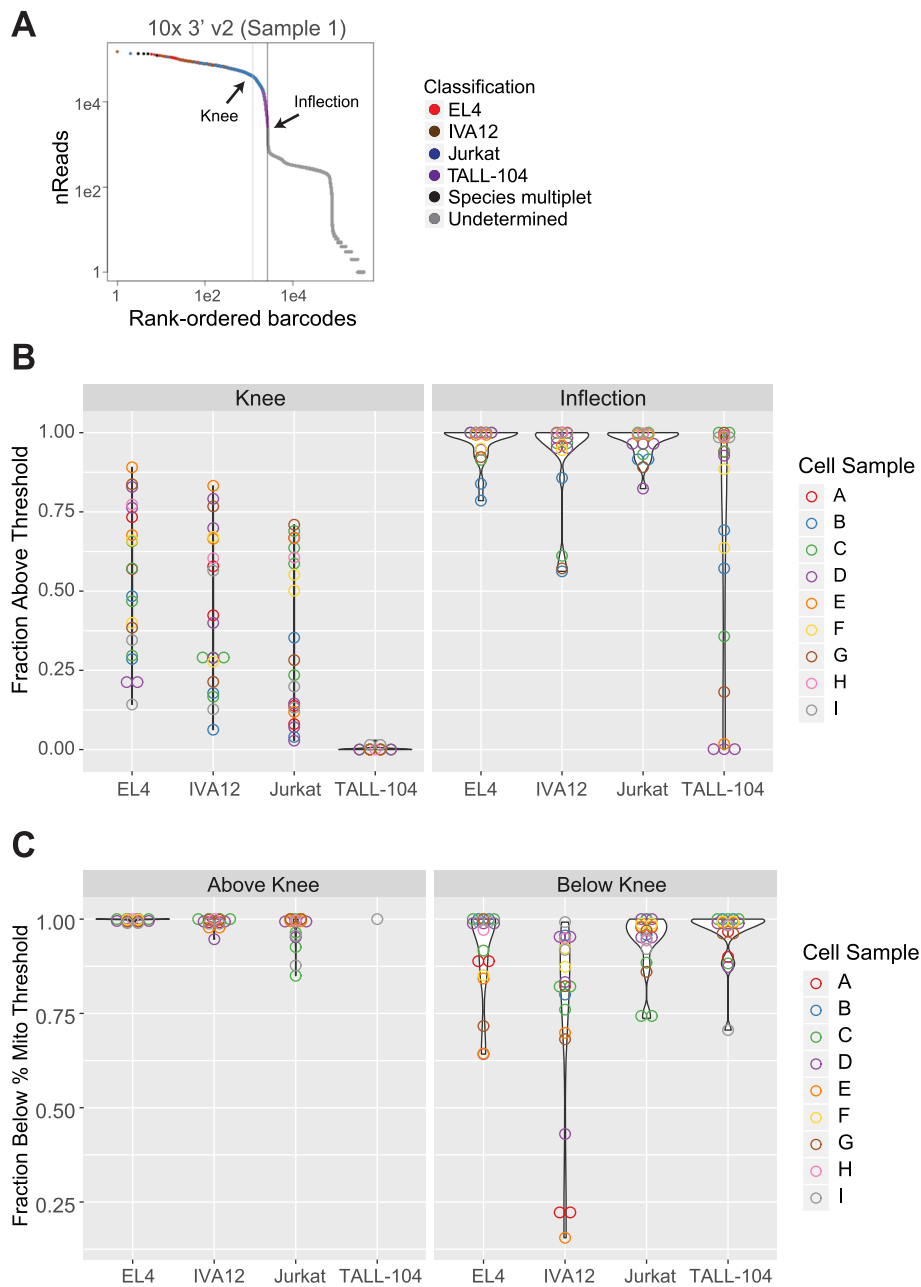 A
10x 3’ v2 (Sample 1)
nReads
1e4
1e2
1
Knee
Inflection
1
1e2
1e4
Rank-ordered barcodes
Classification
EL4
IVA12
Jurkat
TALL-104
Species multiplet
Undetermined
B
Knee
Inflection
Fraction Above Threshold
1.00
0.75
0.50
0.25
0.00
EL4
IVA12
Jurkat
TALL-104
EL4
IVA12
Jurkat
TALL-104
Cell Sample
A
B
C
D
E
F
G
H
I
C
Above Knee
Below Knee
Fraction Below % Mito Threshold
1.00
0.75
0.50
0.25
EL4
IVA12
Jurkat
TALL-104
EL4
IVA12
Jurkat
TALL-104
Cell Sample
A
B
C
D
E
F
G
H
I